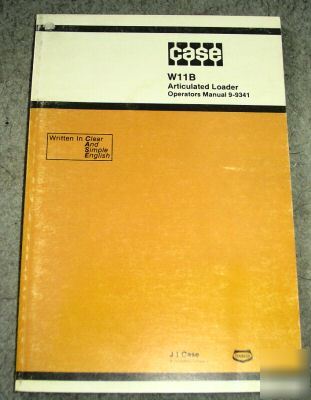 case
W11B
Articulated Loader
Operators Manual 9-9341
Written In Clear
And
Simple
English
J I Case